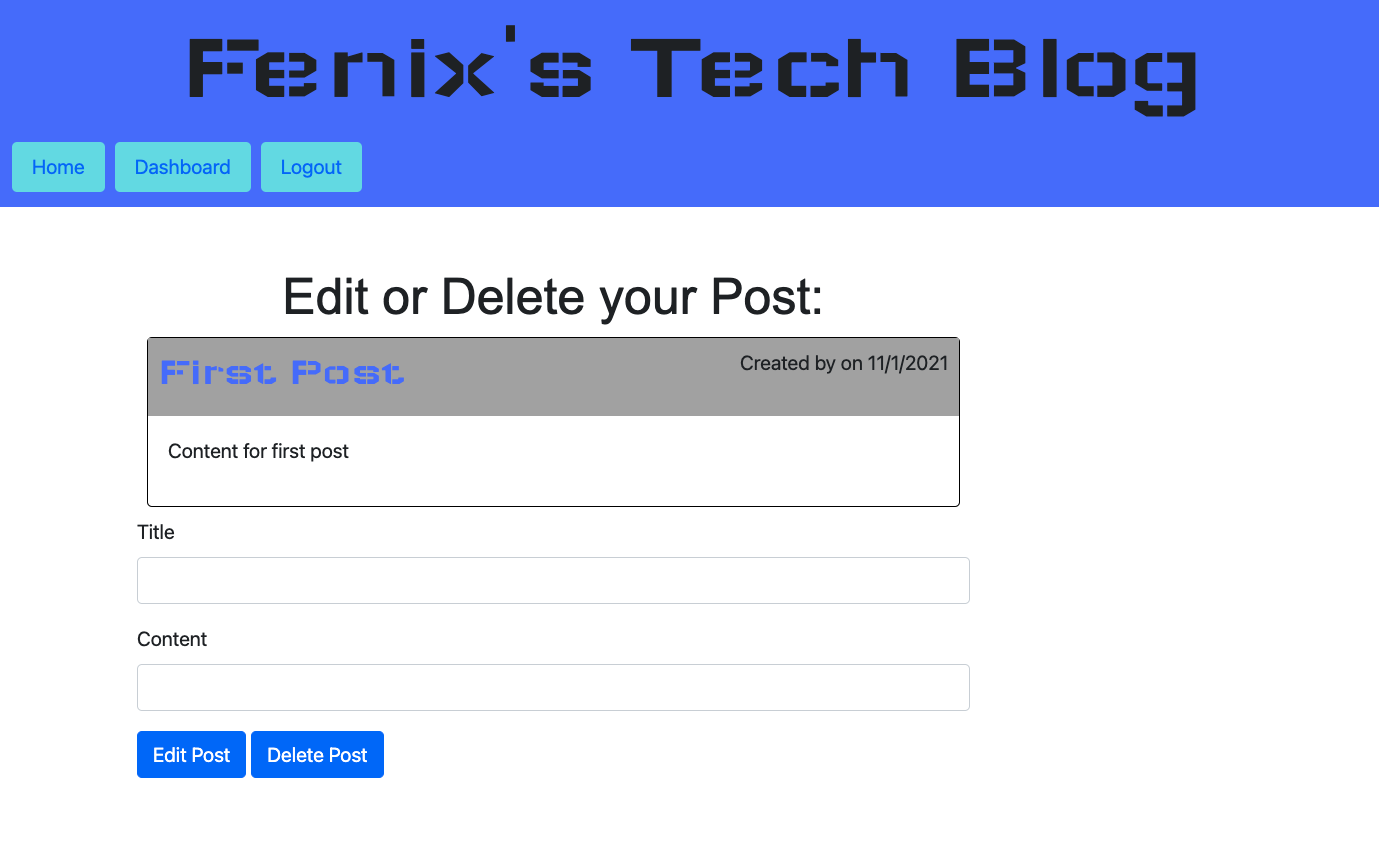 Fenix's Tech Blog
Home Dashboard Logout
Edit or Delete your Post:
First Post Created by on 11/1/2021
Content for first post
Title
Content
Edit Post Delete Post